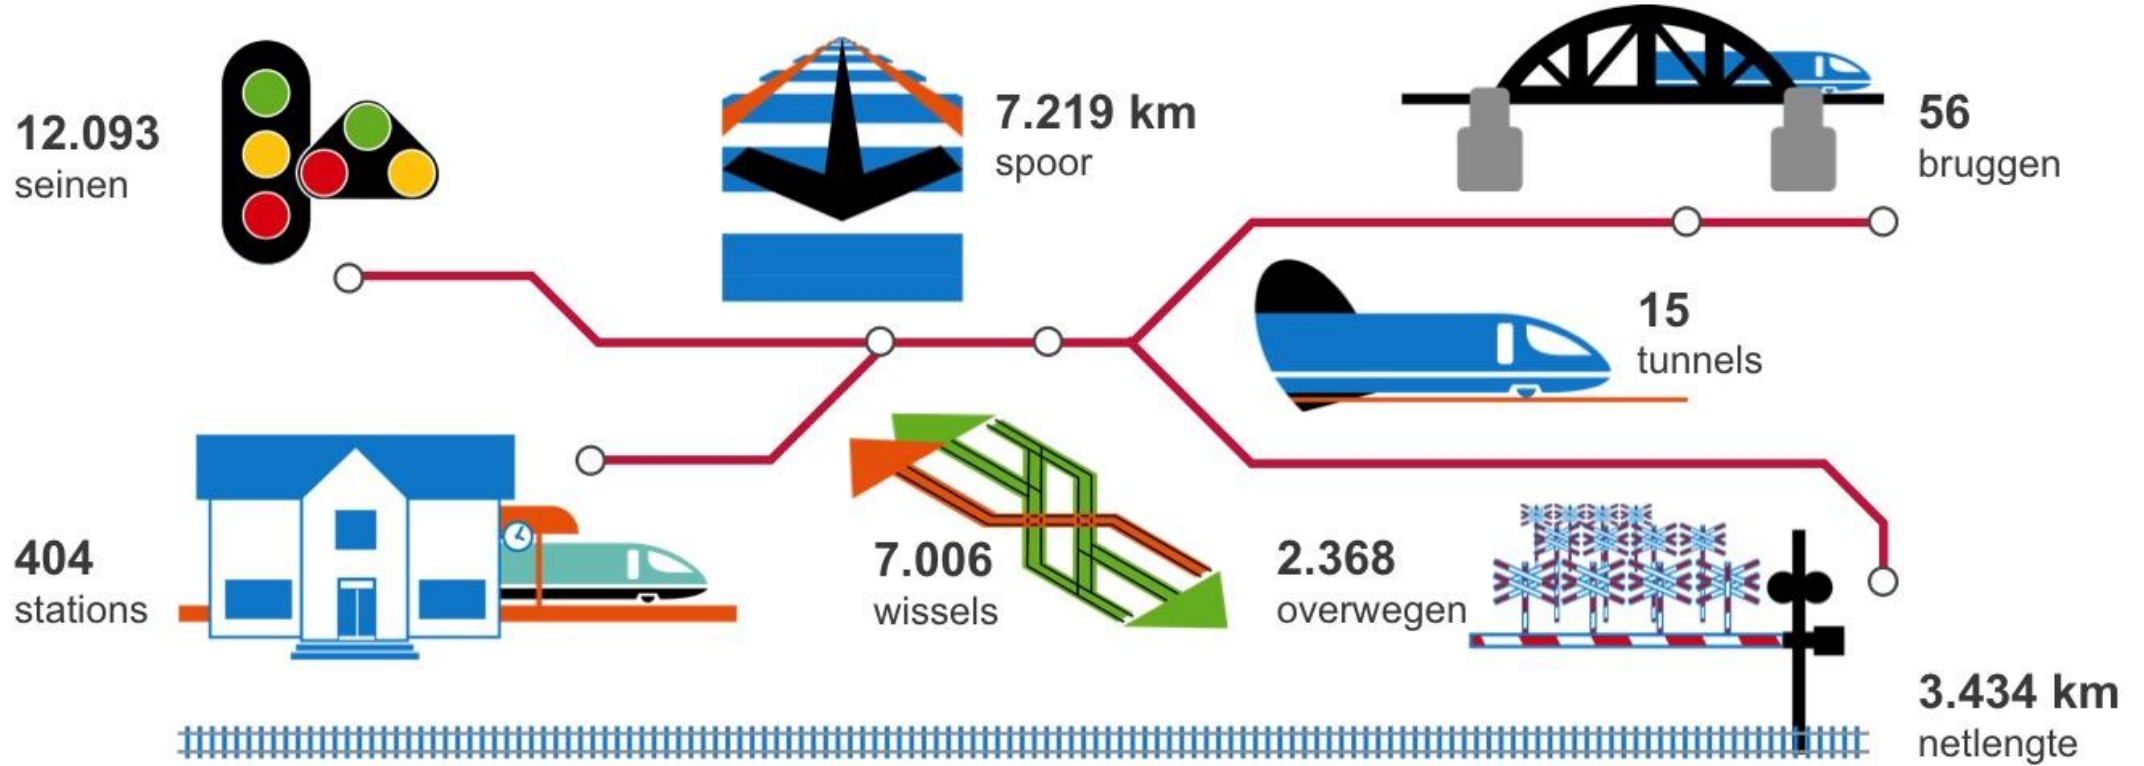 12.093
seinen
7.219 km
spoor
56
bruggen
15
tunnels
404
stations
7.006
wissels
2.368
overwegen
3.434 km
netlengte